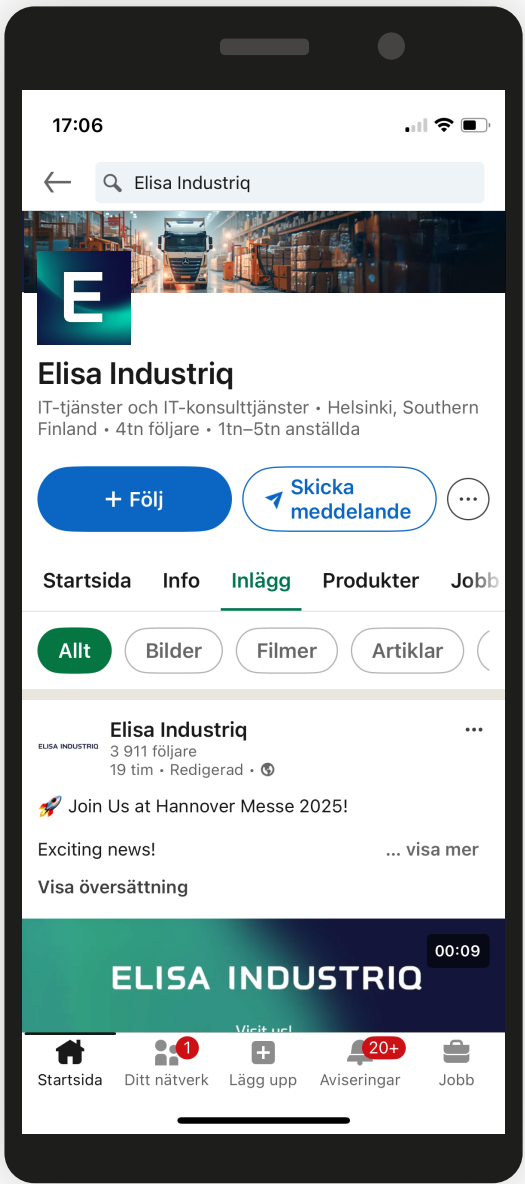 17:06
Elisa Industriq
E
Elisa Industriq
IT-tjänster och IT-konsulttjänster • Helsinki, Southern
Finland • 4tn följare • 1tn–5tn anställda
+ Följ
Skicka
meddelande
Startsida Info Inlägg Produkter Jobb
Allt Bilder Filmer Artiklar
ELISA INDUSTRIQ
Elisa Industriq
3 911 följare
19 tim • Redigerad •
🚀 Join Us at Hannover Messe 2025!
Exciting news! ... visa mer
Visa översättning
00:09
ELISA INDUSTRIQ
Visit us!
1 20+
Startsida Ditt nätverk Lägg upp Aviseringar Jobb